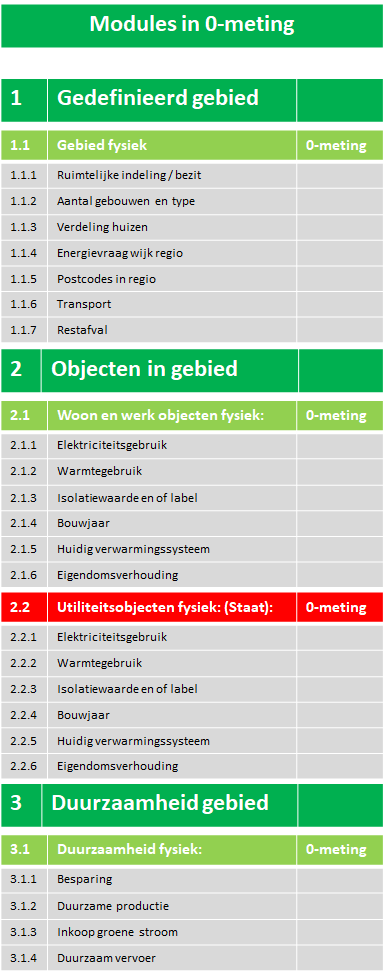 Modules in 0-meting
1 Gedefinieerd gebied
1.1 Gebied fysiek 0-meting
1.1.1 Ruimtelijke indeling / bezit
1.1.2 Aantal gebouwen en type
1.1.3 Verdeling huizen
1.1.4 Energievraag wijk regio
1.1.5 Postcodes in regio
1.1.6 Transport
1.1.7 Restafval
2 Objecten in gebied
2.1 Woon en werk objecten fysiek: 0-meting
2.1.1 Elektriciteitsgebruik
2.1.2 Warmtegebruik
2.1.3 Isolatiewaarde en of label
2.1.4 Bouwjaar
2.1.5 Huidig verwarmingssysteem
2.1.6 Eigendomsverhouding
2.2 Utiliteitsobjecten fysiek: (Staat): 0-meting
2.2.1 Elektriciteitsgebruik
2.2.2 Warmtegebruik
2.2.3 Isolatiewaarde en of label
2.2.4 Bouwjaar
2.2.5 Huidig verwarmingssysteem
2.2.6 Eigendomsverhouding
3 Duurzaamheid gebied
3.1 Duurzaamheid fysiek: 0-meting
3.1.1 Besparing
3.1.2 Duurzame productie
3.1.3 Inkoop groene stroom
3.1.4 Duurzaam vervoer